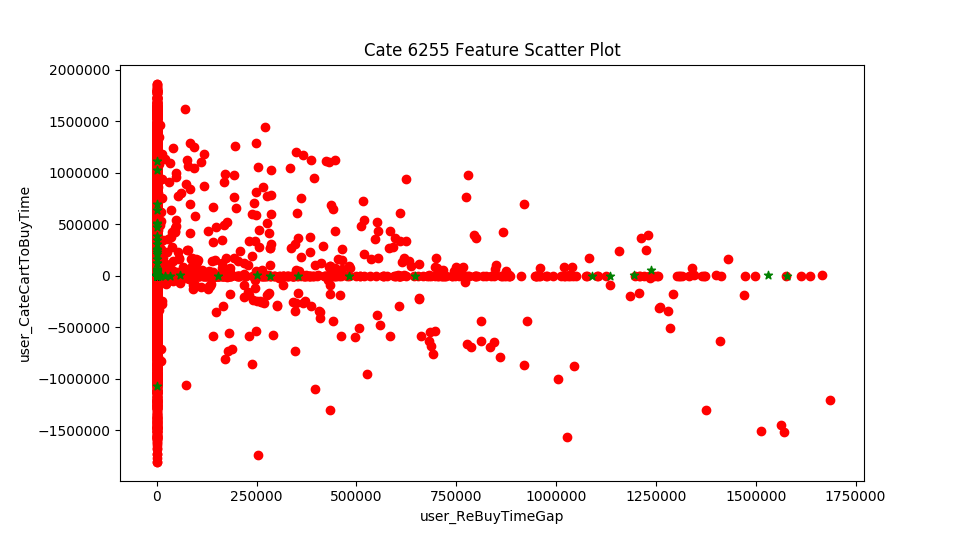 Cate 6255 Feature Scatter Plot
2000000
1500000
1000000
500000
0
−500000
−1000000
−1500000
user_CateCartToBuyTime
0 250000 500000 750000 1000000 1250000 1500000 1750000
user_ReBuyTimeGap